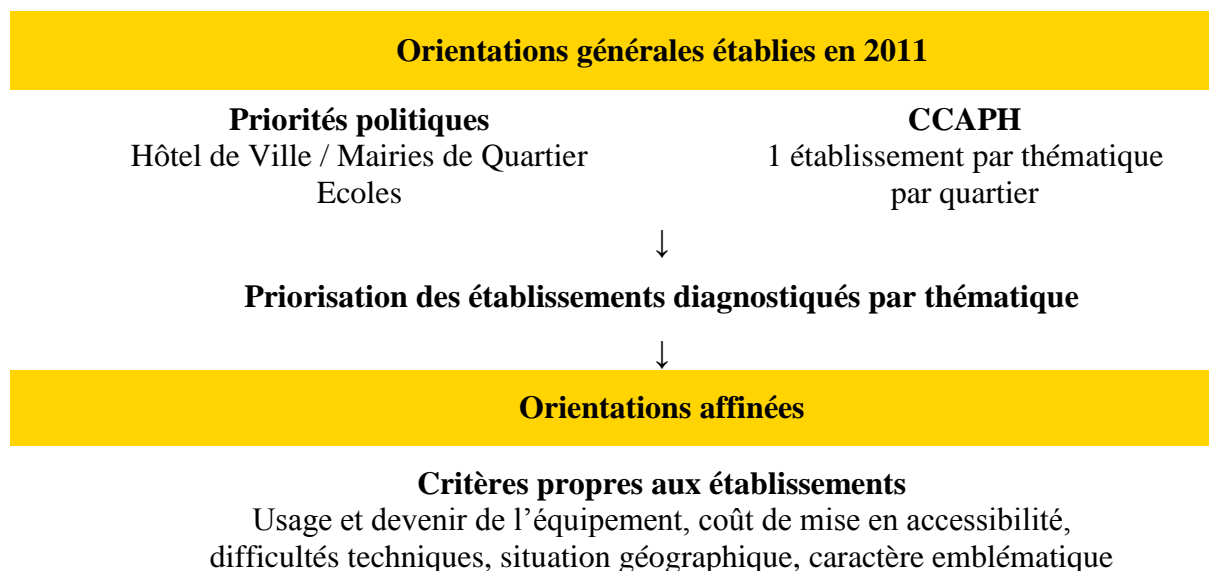 Orientations générales établies en 2011
Priorités politiques
Hôtel de Ville / Mairies de Quartier
Ecoles
CCAPH
1 établissement par thématique
par quartier
↓
Priorisation des établissements diagnostiqués par thématique
↓
Orientations affinées
Critères propres aux établissements
Usage et devenir de l’équipement, coût de mise en accessibilité,
difficultés techniques, situation géographique, caractère emblématique